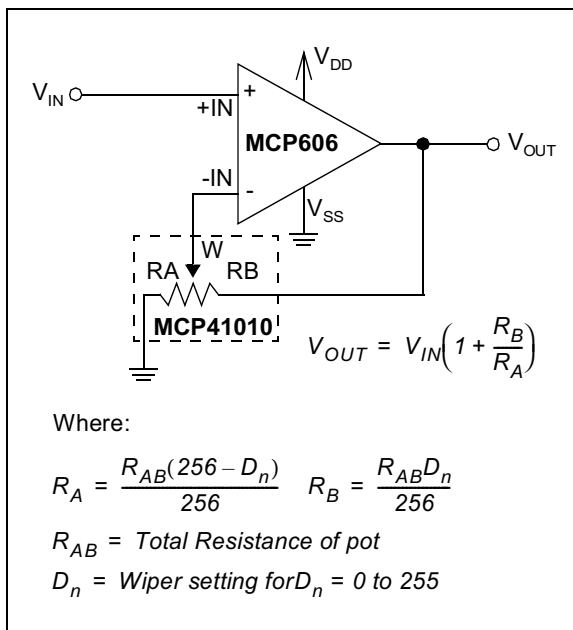 V_DD
V_IN
+
+IN
MCP606
V_OUT
-IN
-
V_SS
W
RA RB
MCP41010
V_OUT = V_IN(1 + R_B/R_A)
Where:
R_A = R_AB(256 – D_n)/256 R_B = R_AB D_n/256
R_AB = Total Resistance of pot
D_n = Wiper setting forD_n = 0 to 255